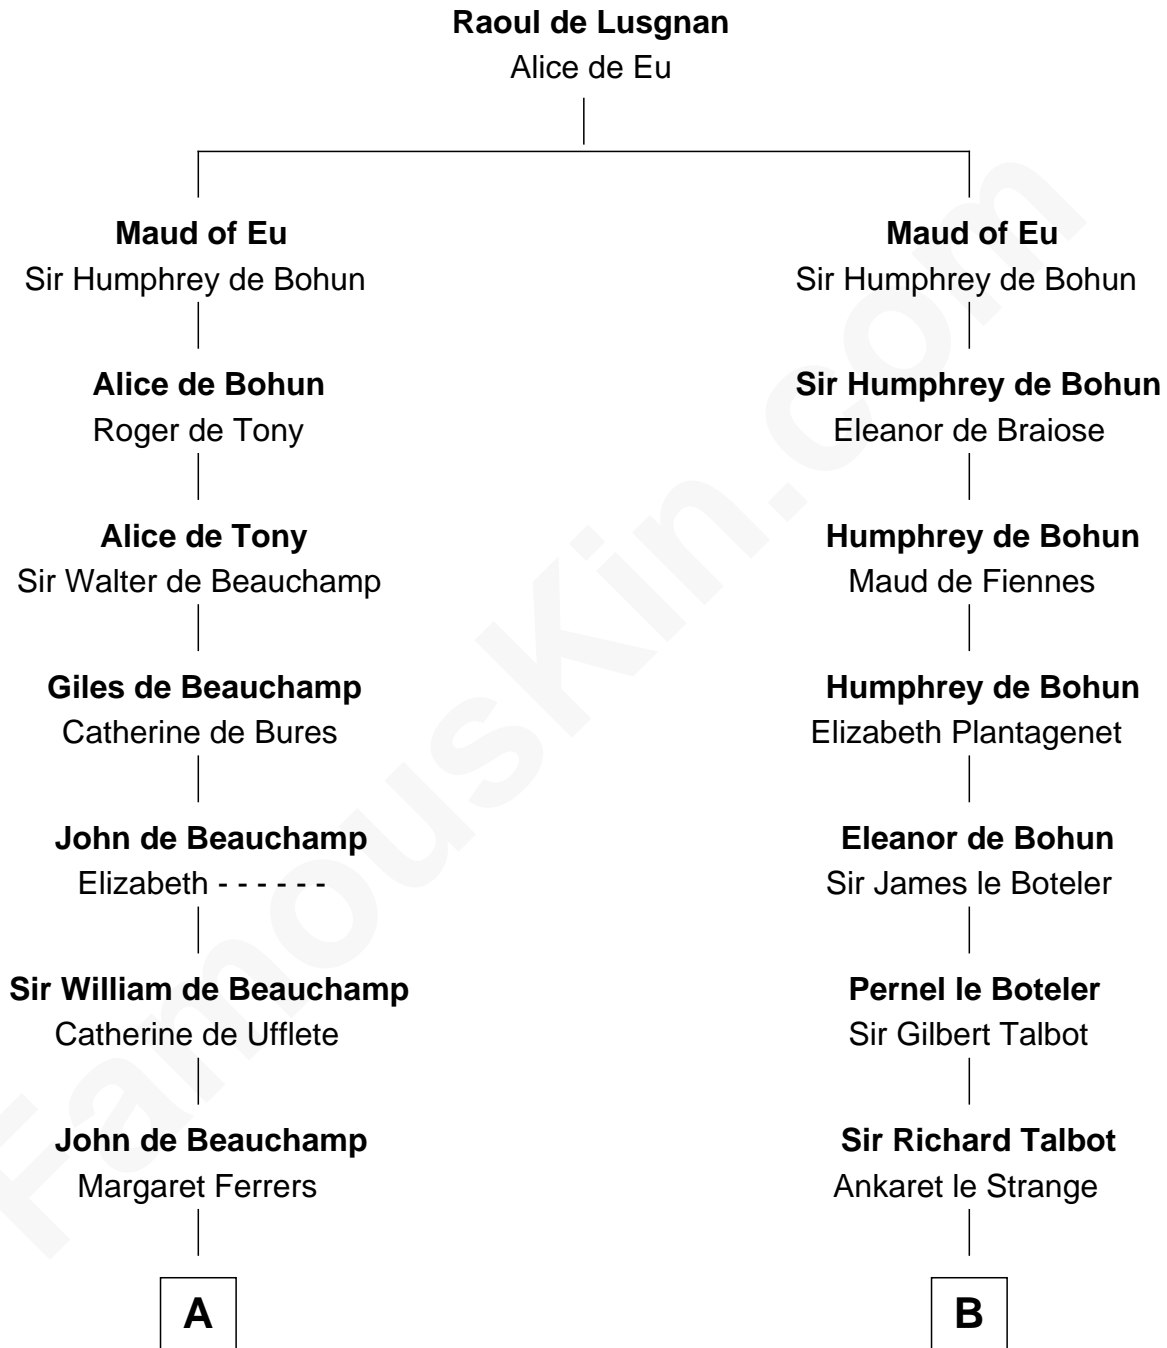 Raoul de Lusgnan
Alice de Eu
Maud of Eu
Sir Humphrey de Bohun
Maud of Eu
Sir Humphrey de Bohun
Alice de Bohun
Roger de Tony
Sir Humphrey de Bohun
Eleanor de Braiose
Alice de Tony
Sir Walter de Beauchamp
Humphrey de Bohun
Maud de Fiennes
Giles de Beauchamp
Catherine de Bures
Humphrey de Bohun
Elizabeth Plantagenet
John de Beauchamp
Elizabeth - - - - - -
Eleanor de Bohun
Sir James le Boteler
Sir William de Beauchamp
Catherine de Ufflete
Pernel le Boteler
Sir Gilbert Talbot
John de Beauchamp
Margaret Ferrers
Sir Richard Talbot
Ankaret le Strange
A
B
FamousKin.com